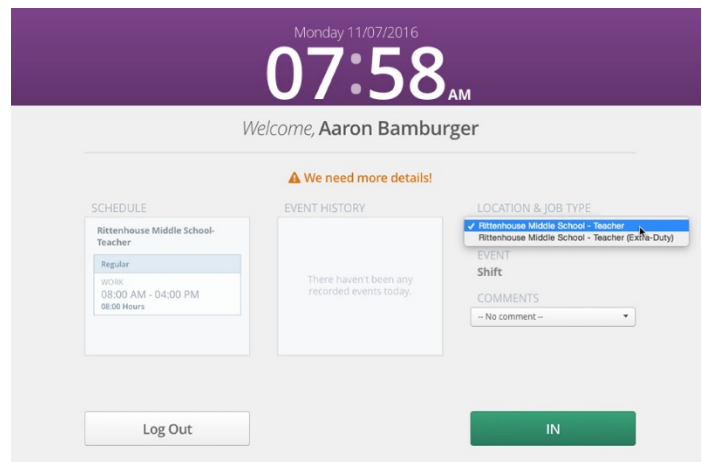 Monday 11/07/2016
07:58 AM
Welcome, Aaron Bamburger
We need more details!
SCHEDULE
Rittenhouse Middle School-
Teacher
Regular
WORK
08:00 AM - 04:00 PM
08:00 Hours
EVENT HISTORY
There haven't been any
recorded events today.
LOCATION & JOB TYPE
✓ Rittenhouse Middle School - Teacher
Rittenhouse Middle School - Teacher (Extra-Duty)
EVENT
Shift
COMMENTS
-- No comment --
Log Out
IN